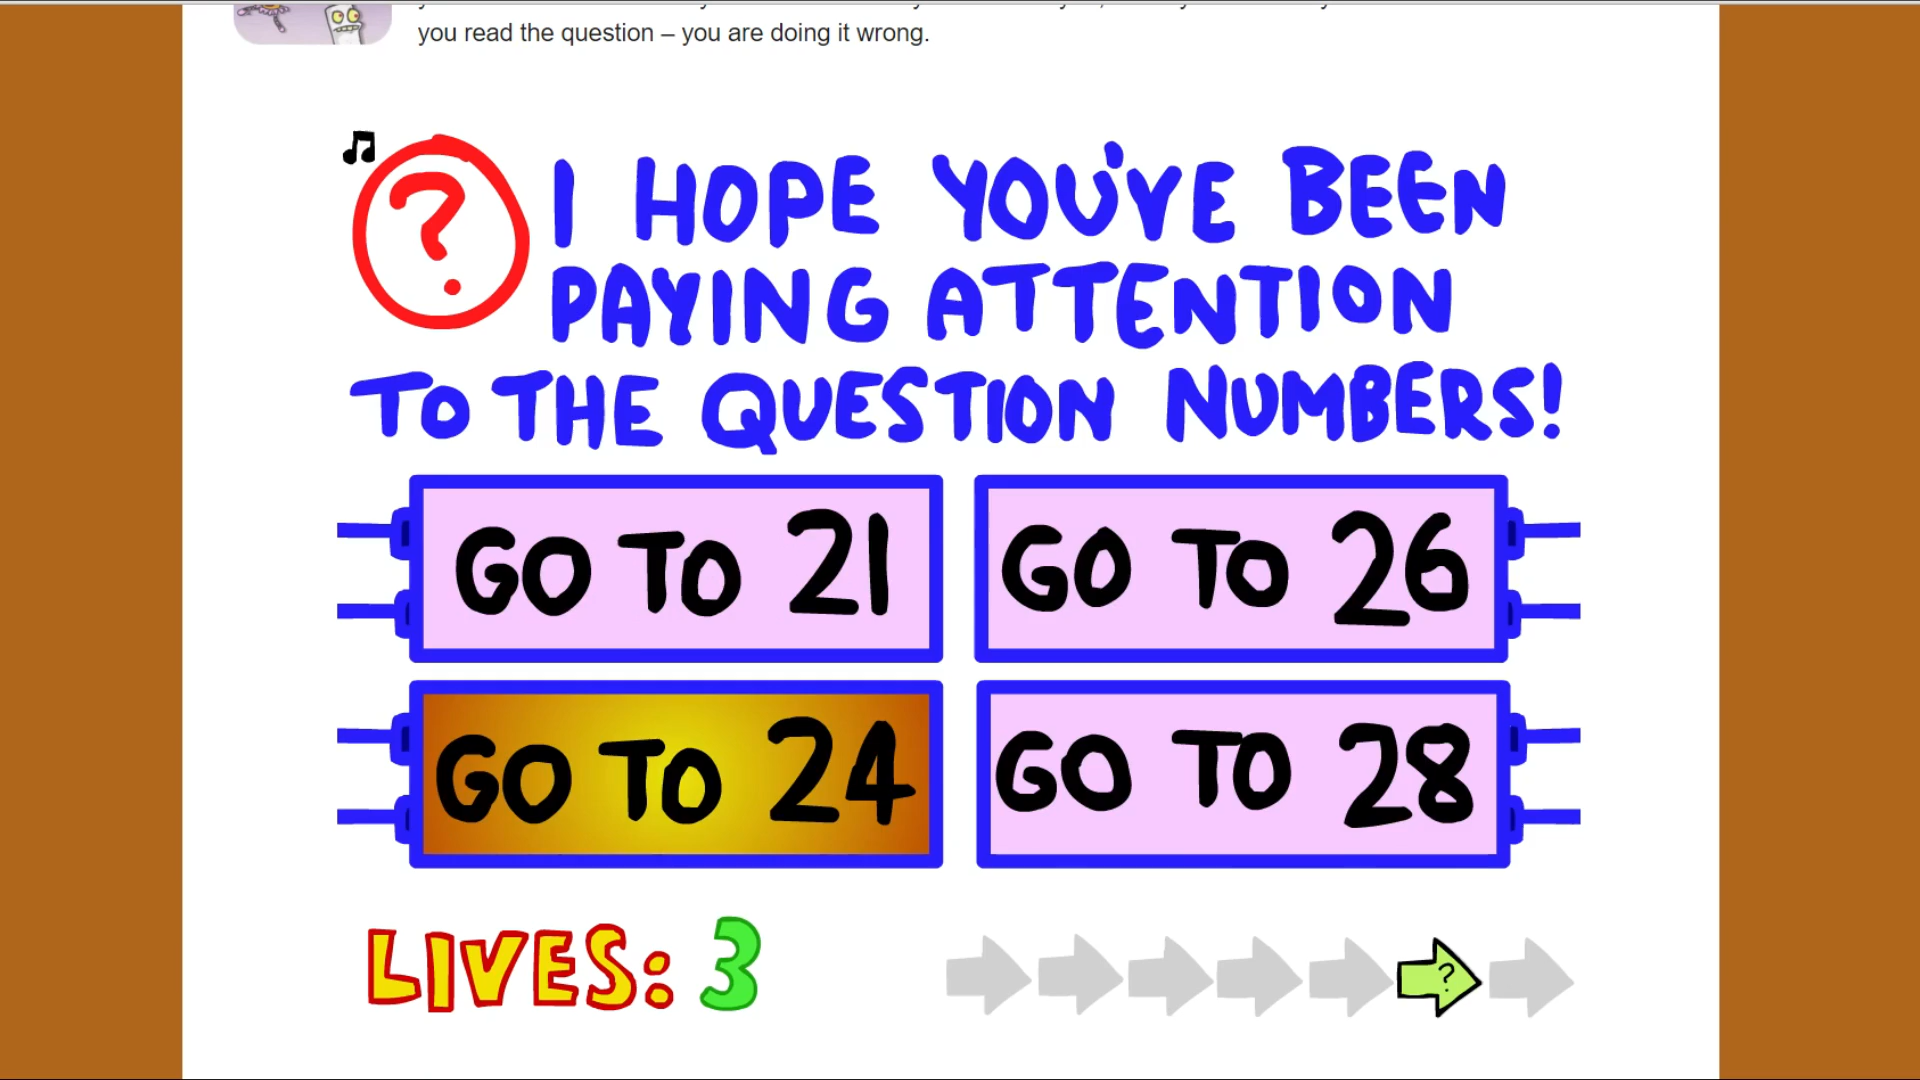 you read the question – you are doing it wrong.
?
I HOPE YOU'VE BEEN
PAYING ATTENTION
TO THE QUESTION NUMBERS!
GO TO 21
GO TO 26
GO TO 24
GO TO 28
LIVES: 3
?